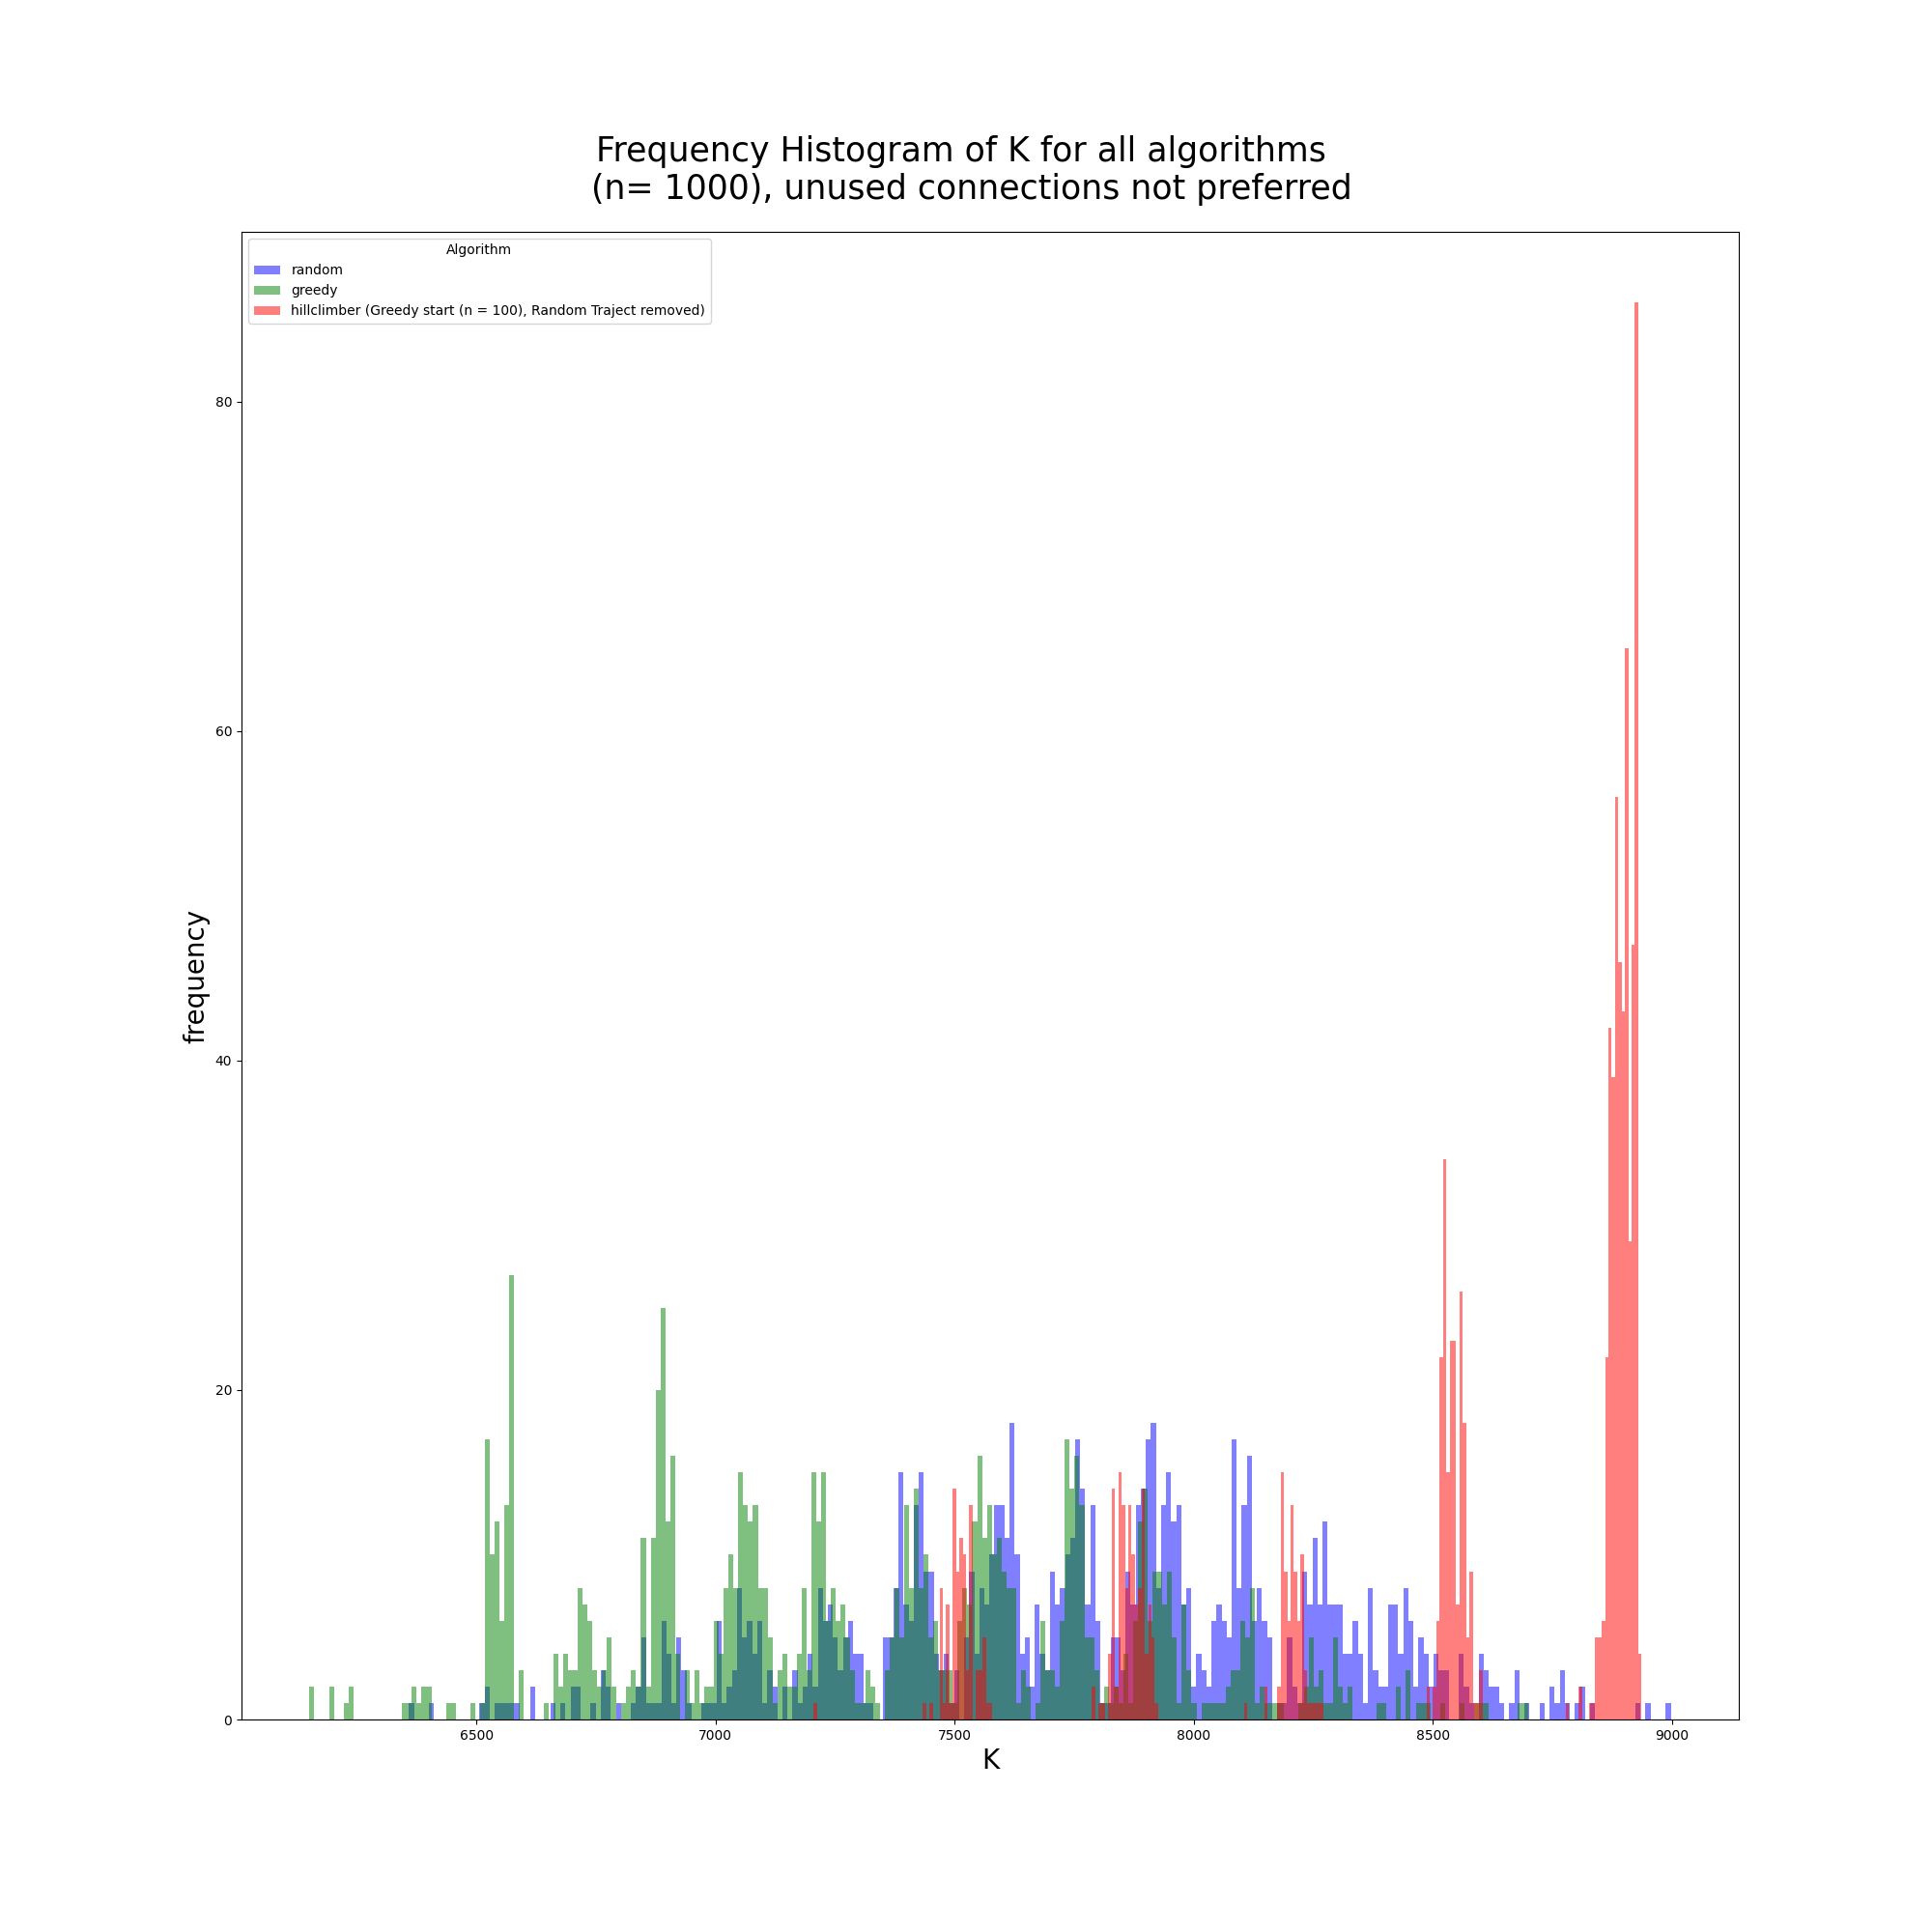 Frequency Histogram of K for all algorithms
(n= 1000), unused connections not preferred
Algorithm
random
greedy
hillclimber (Greedy start (n = 100), Random Traject removed)
80
60
40
20
0
frequency
6500 7000 7500 8000 8500 9000
K